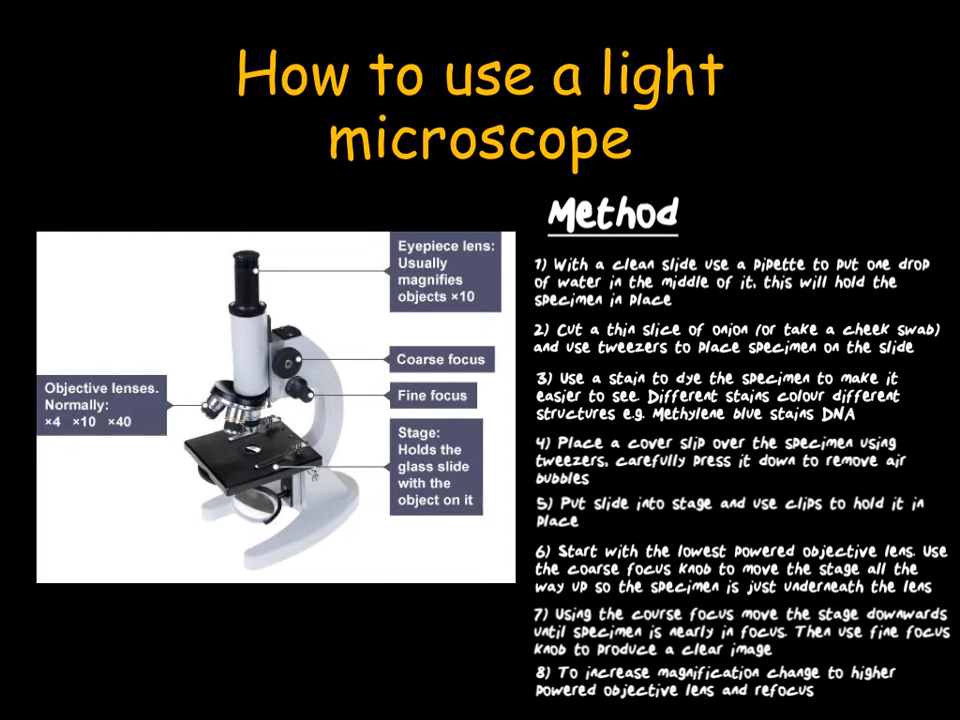 How to use a light
microscope
Eyepiece lens:
Usually
magnifies
objects ×10
Coarse focus
Fine focus
Objective lenses.
Normally:
×4 ×10 ×40
Stage:
Holds the
glass slide
with the
object on it
Method
1) With a clean slide use a pipette to put one drop
of water in the middle of it, this will hold the
specimen in place
2) Cut a thin slice of onion (or take a cheek swab)
and use tweezers to place specimen on the slide
3) Use a stain to dye the specimen to make it
easier to see. Different stains colour different
structures e.g. Methylene blue stains DNA
4) Place a cover slip over the specimen using
tweezers, carefully press it down to remove air
bubbles
5) Put slide into stage and use clips to hold it in
place
6) Start with the lowest powered objective lens. Use
the coarse focus knob to move the stage all the
way up so the specimen is just underneath the lens
7) Using the course focus move the stage downwards
until specimen is nearly in focus. Then use fine focus
knob to produce a clear image
8) To increase magnification change to higher
powered objective lens and refocus